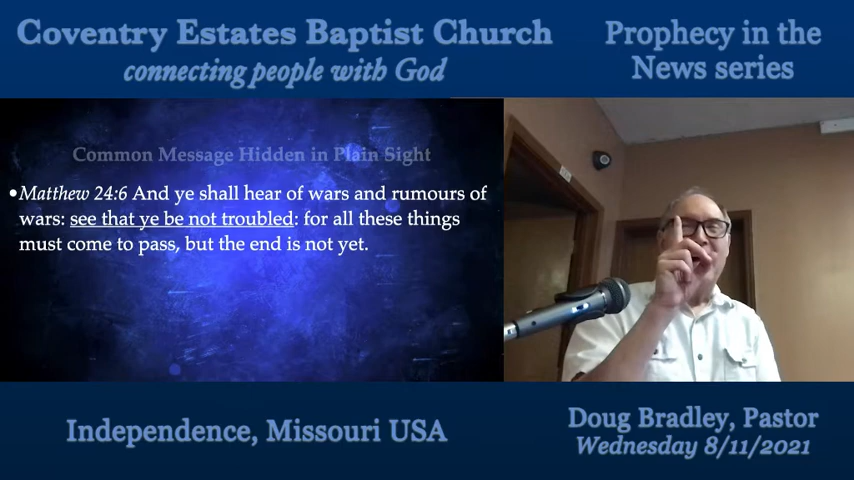 Coventry Estates Baptist Church
connecting people with God
Prophecy in the
News series
Common Message Hidden in Plain Sight
•Matthew 24:6 And ye shall hear of wars and rumours of
wars: see that ye be not troubled: for all these things
must come to pass, but the end is not yet.
Independence, Missouri USA
Doug Bradley, Pastor
Wednesday 8/11/2021